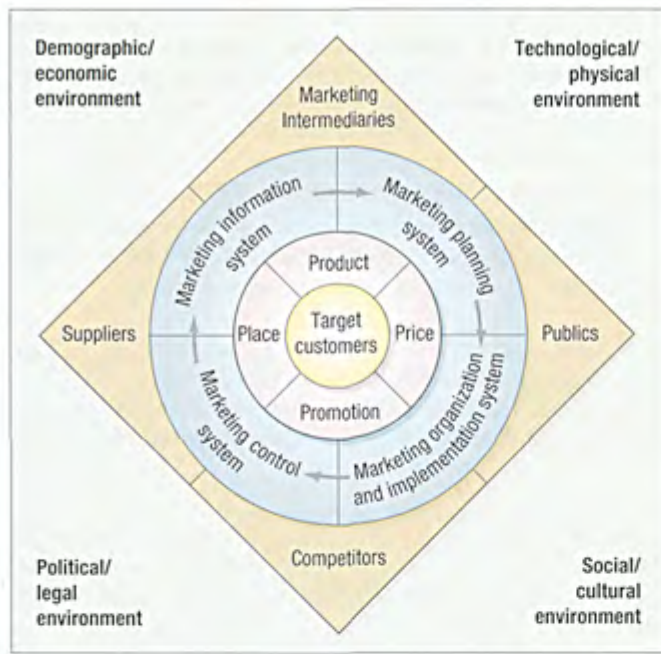 Demographic/
economic
environment
Technological/
physical
environment
Marketing
Intermediaries
Marketing information
system
Marketing planning
system
Product
Suppliers
Place
Target
customers
Price
Publics
Promotion
Marketing control
system
Marketing organization
and implementation system
Competitors
Political/
legal
environment
Social/
cultural
environment